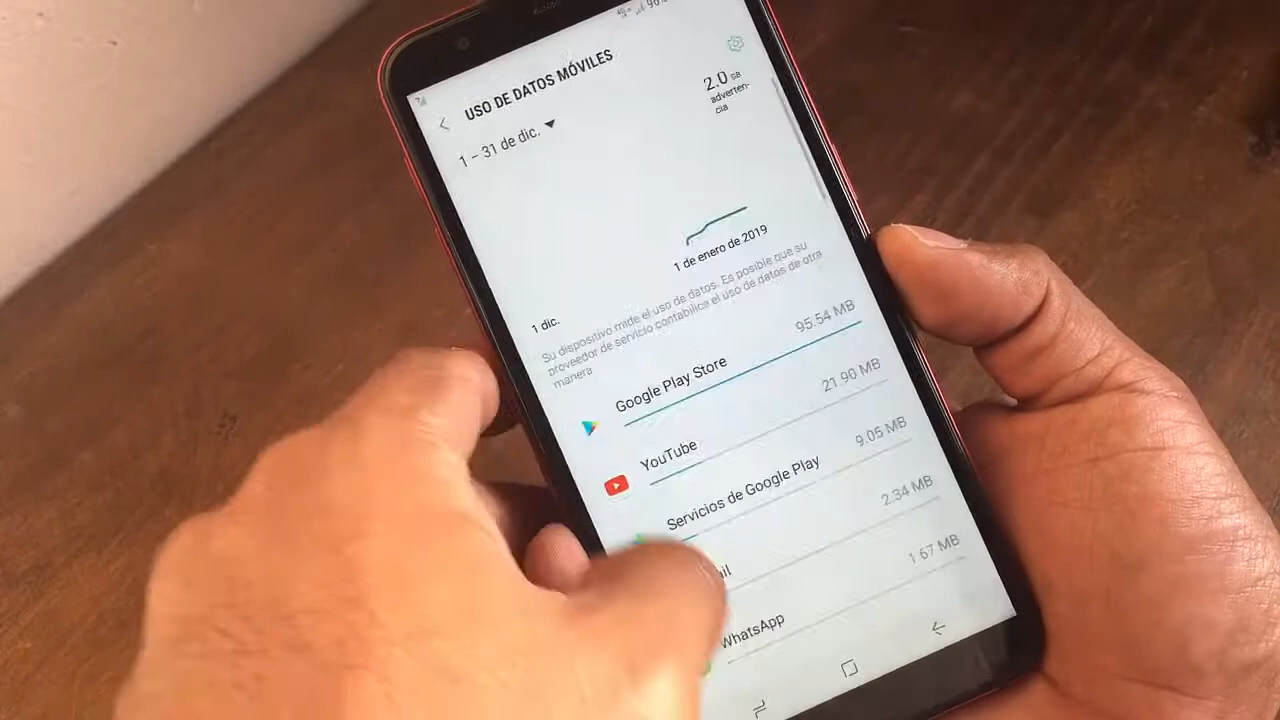 USO DE DATOS MÓVILES
2.0 GB
adverten-
cia
1 – 31 de dic.
1 de enero de 2019
1 dic.
Su dispositivo mide el uso de datos. Es posible que su
proveedor de servicio contabilice el uso de datos de otra
manera
Google Play Store 95.54 MB
YouTube 21.90 MB
Servicios de Google Play 9.05 MB
ail 2.34 MB
WhatsApp 1.67 MB